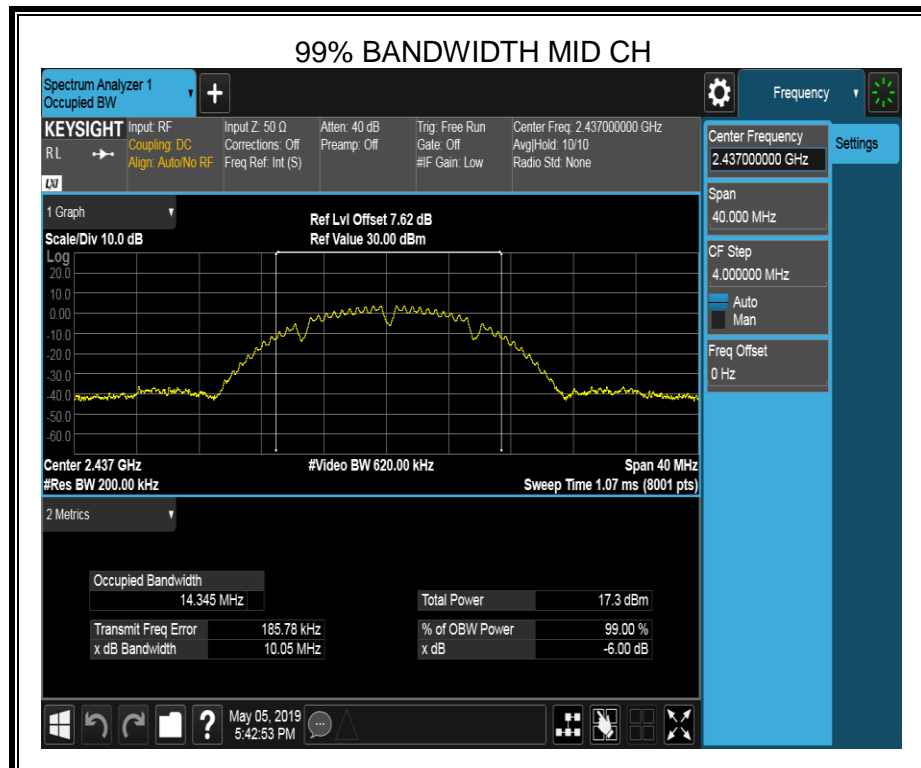 99% BANDWIDTH MID CH
Spectrum Analyzer 1
Occupied BW
+
Frequency
KEYSIGHT
RL
LXI
Input: RF
Coupling: DC
Align: Auto/No RF
Input Z: 50 Ω
Corrections: Off
Freq Ref: Int (S)
Atten: 40 dB
Preamp: Off
Trig: Free Run
Gate: Off
#IF Gain: Low
Center Freq: 2.437000000 GHz
Avg|Hold: 10/10
Radio Std: None
Center Frequency
2.437000000 GHz
Settings
Span
40.000 MHz
CF Step
4.000000 MHz
Auto
Man
Freq Offset
0 Hz
1 Graph
Scale/Div 10.0 dB
Ref Lvl Offset 7.62 dB
Ref Value 30.00 dBm
Log
20.0
10.0
0.00
-10.0
-20.0
-30.0
-40.0
-50.0
-60.0
Center 2.437 GHz
#Res BW 200.00 kHz
#Video BW 620.00 kHz
Span 40 MHz
Sweep Time 1.07 ms (8001 pts)
2 Metrics
Occupied Bandwidth
14.345 MHz
Total Power 17.3 dBm
Transmit Freq Error 185.78 kHz
% of OBW Power 99.00 %
x dB Bandwidth 10.05 MHz
x dB -6.00 dB
?
May 05, 2019
5:42:53 PM